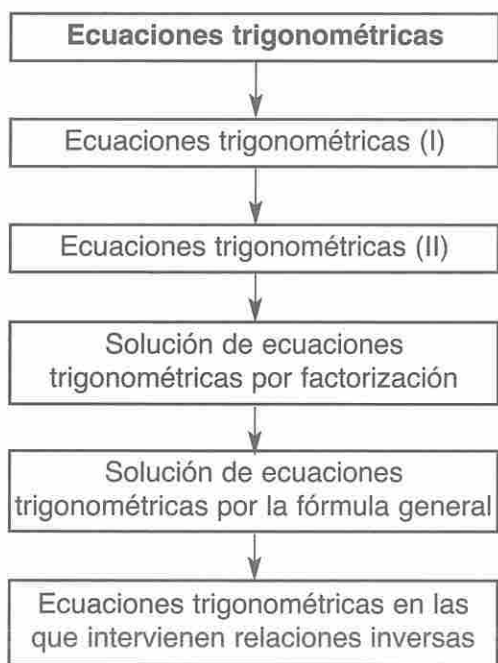 Ecuaciones trigonométricas
Ecuaciones trigonométricas (I)
Ecuaciones trigonométricas (II)
Solución de ecuaciones
trigonométricas por factorización
Solución de ecuaciones
trigonométricas por la fórmula general
Ecuaciones trigonométricas en las
que intervienen relaciones inversas